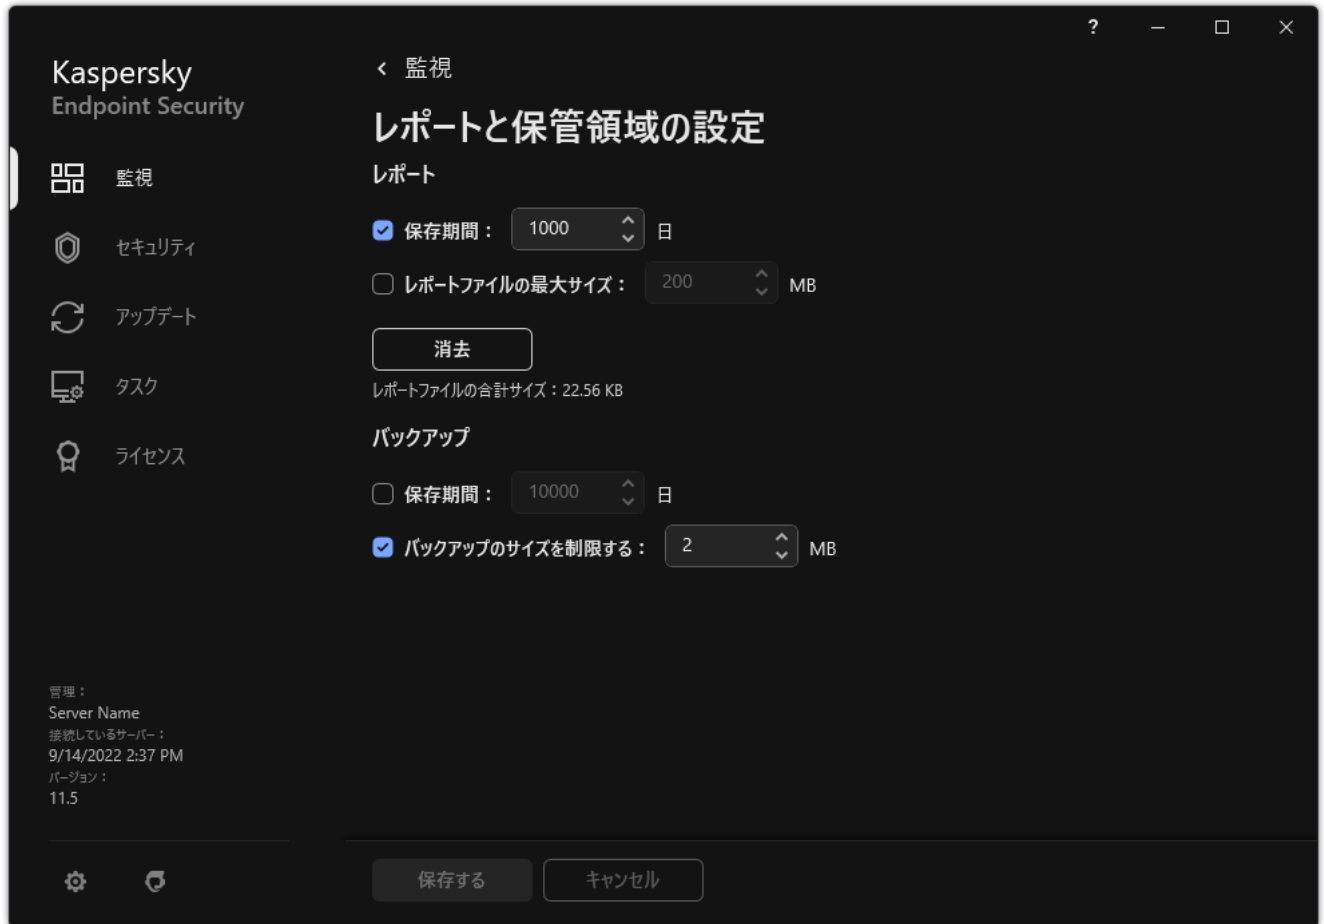 ?
Kaspersky
Endpoint Security
監視
セキュリティ
アップデート
タスク
ライセンス
管理：
Server Name
接続しているサーバー：
9/14/2022 2:37 PM
バージョン：
11.5
監視
レポートと保管領域の設定
レポート
保存期間： 1000 日
レポートファイルの最大サイズ： 200 MB
消去
レポートファイルの合計サイズ：22.56 KB
バックアップ
保存期間： 10000 日
バックアップのサイズを制限する： 2 MB
保存する キャンセル